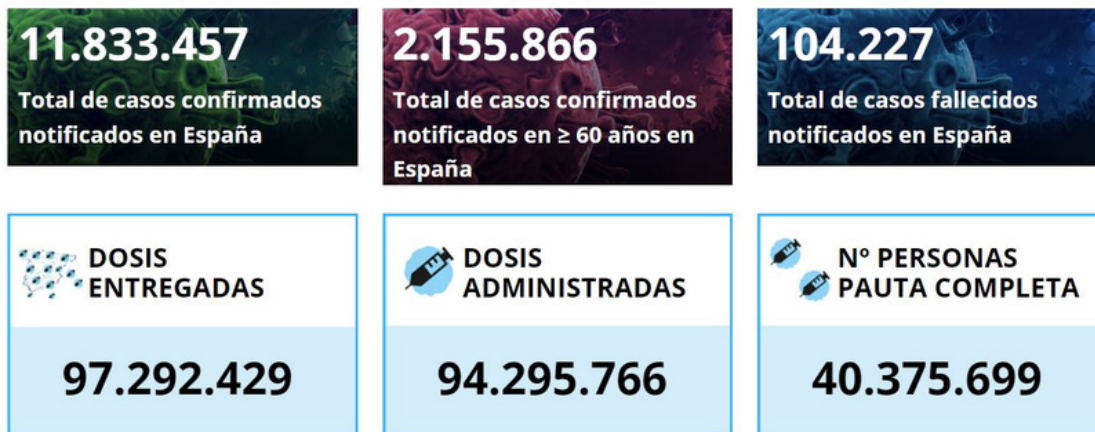 11.833.457
Total de casos confirmados
notificados en España
2.155.866
Total de casos confirmados
notificados en ≥ 60 años en
España
104.227
Total de casos fallecidos
notificados en España
DOSIS
ENTREGADAS
97.292.429
DOSIS
ADMINISTRADAS
94.295.766
Nº PERSONAS
PAUTA COMPLETA
40.375.699